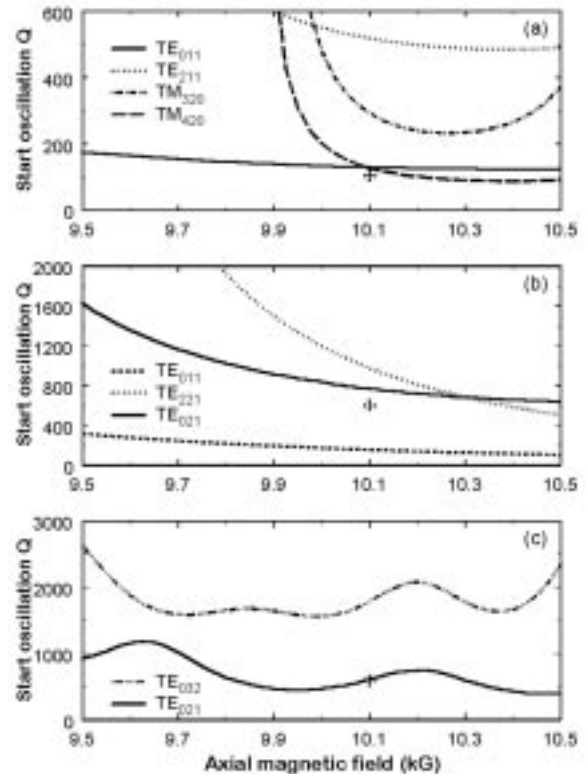 Start oscillation Q
600
400
200
0
(a)
TE011
TE211
TM320
TM420
9.5 9.7 9.9 10.1 10.3 10.5
Start oscillation Q
2000
1600
1200
800
400
0
(b)
TE011
TE221
TE021
9.5 9.7 9.9 10.1 10.3 10.5
Start oscillation Q
3000
2000
1000
0
(c)
TE032
TE021
9.5 9.7 9.9 10.1 10.3 10.5
Axial magnetic field (kG)